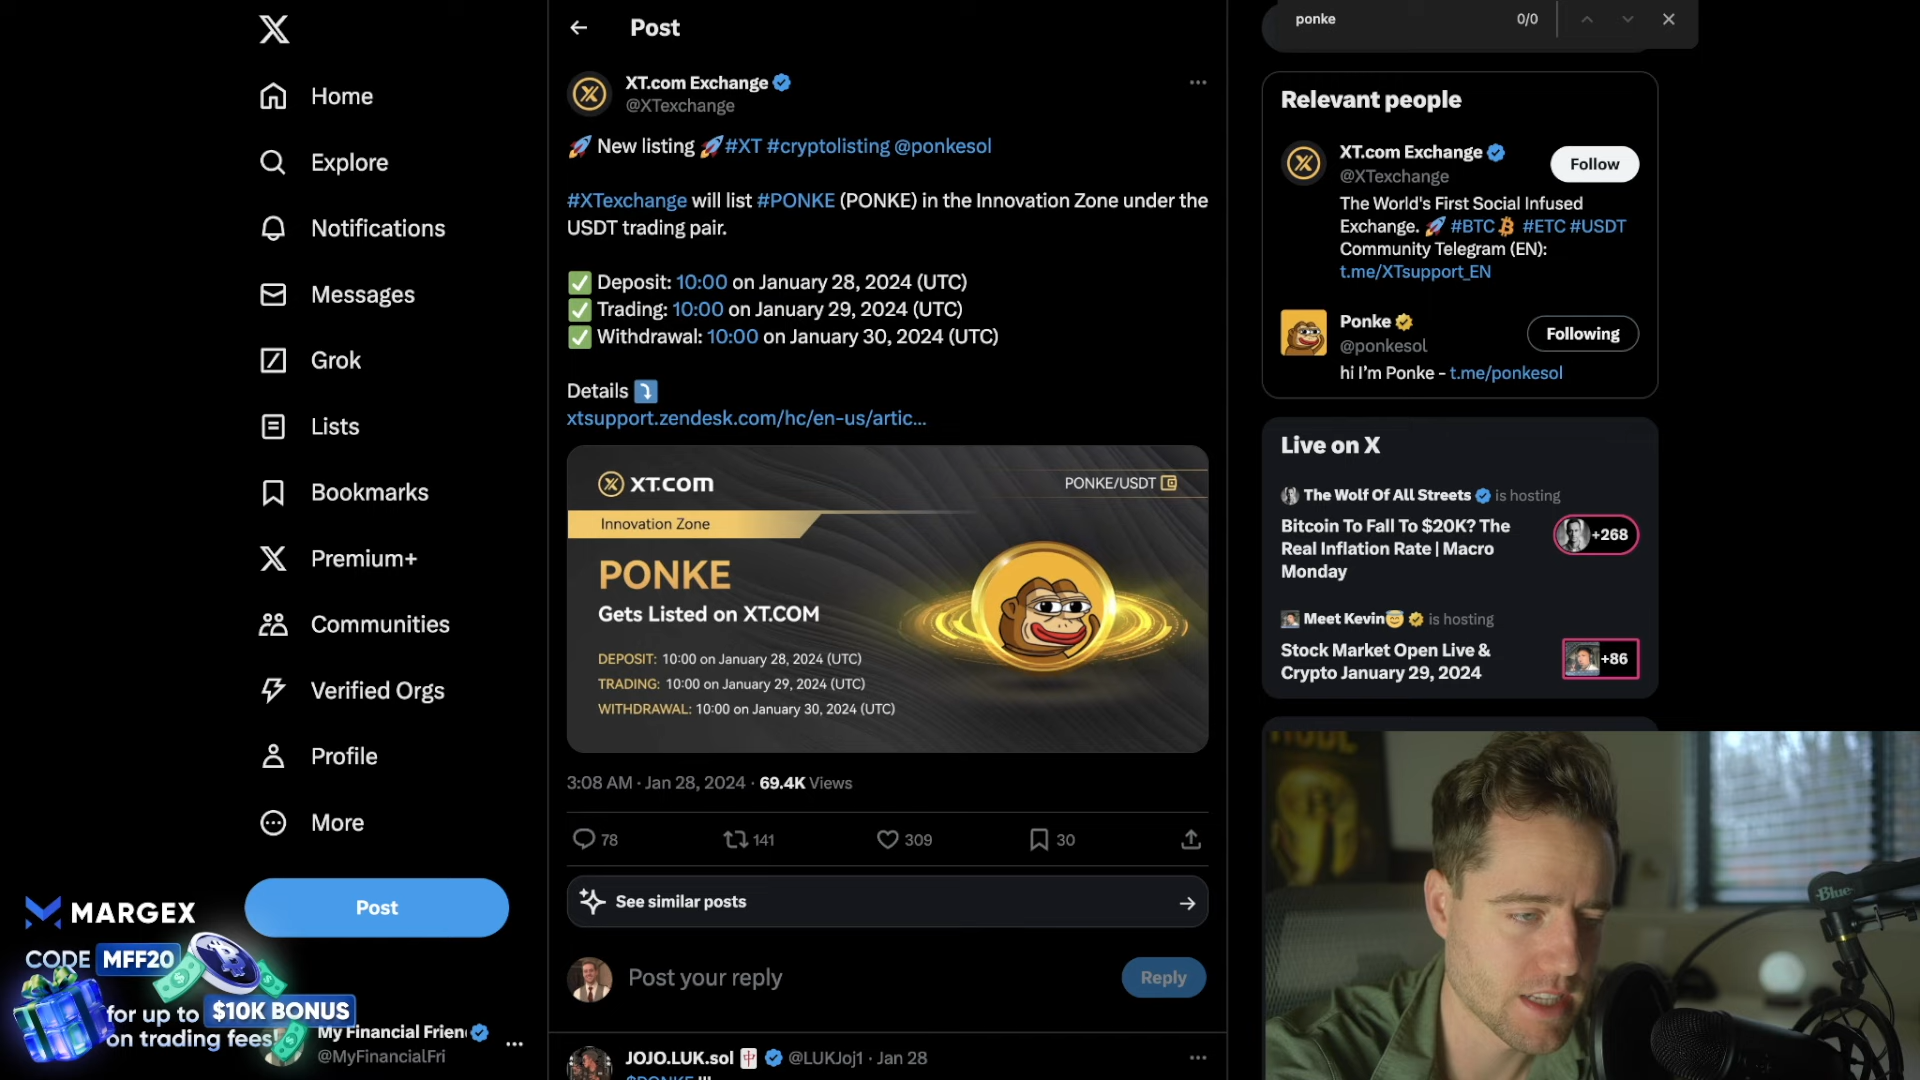 ponke
0/0
Post
Home
Explore
Notifications
Messages
Grok
Lists
Bookmarks
Premium+
Communities
Verified Orgs
Profile
More
Post
MARGEX
CODE MFF20
for up to $10K BONUS
on trading fees!
My Financial Frien
@MyFinancialFri
XT.com Exchange
@XTexchange
🚀 New listing 🚀#XT #cryptolisting @ponkesol
#XTexchange will list #PONKE (PONKE) in the Innovation Zone under the
USDT trading pair.
✅ Deposit: 10:00 on January 28, 2024 (UTC)
✅ Trading: 10:00 on January 29, 2024 (UTC)
✅ Withdrawal: 10:00 on January 30, 2024 (UTC)
Details ⤵️
xtsupport.zendesk.com/hc/en-us/artic...
XT.COM
PONKE/USDT
Innovation Zone
PONKE
Gets Listed on XT.COM
DEPOSIT: 10:00 on January 28, 2024 (UTC)
TRADING: 10:00 on January 29, 2024 (UTC)
WITHDRAWAL: 10:00 on January 30, 2024 (UTC)
3:08 AM · Jan 28, 2024 · 69.4K Views
78
141
309
30
See similar posts
Post your reply
Reply
JOJO.LUK.sol 🀄 @LUKJoj1 · Jan 28
Relevant people
XT.com Exchange
@XTexchange
Follow
The World's First Social Infused
Exchange. 🚀 #BTC #ETC #USDT
Community Telegram (EN):
t.me/XTsupport_EN
Ponke
@ponkesol
Following
hi I'm Ponke - t.me/ponkesol
Live on X
The Wolf Of All Streets is hosting
Bitcoin To Fall To $20K? The
Real Inflation Rate | Macro
Monday
+268
Meet Kevin😇 is hosting
Stock Market Open Live &
Crypto January 29, 2024
+86
Blue